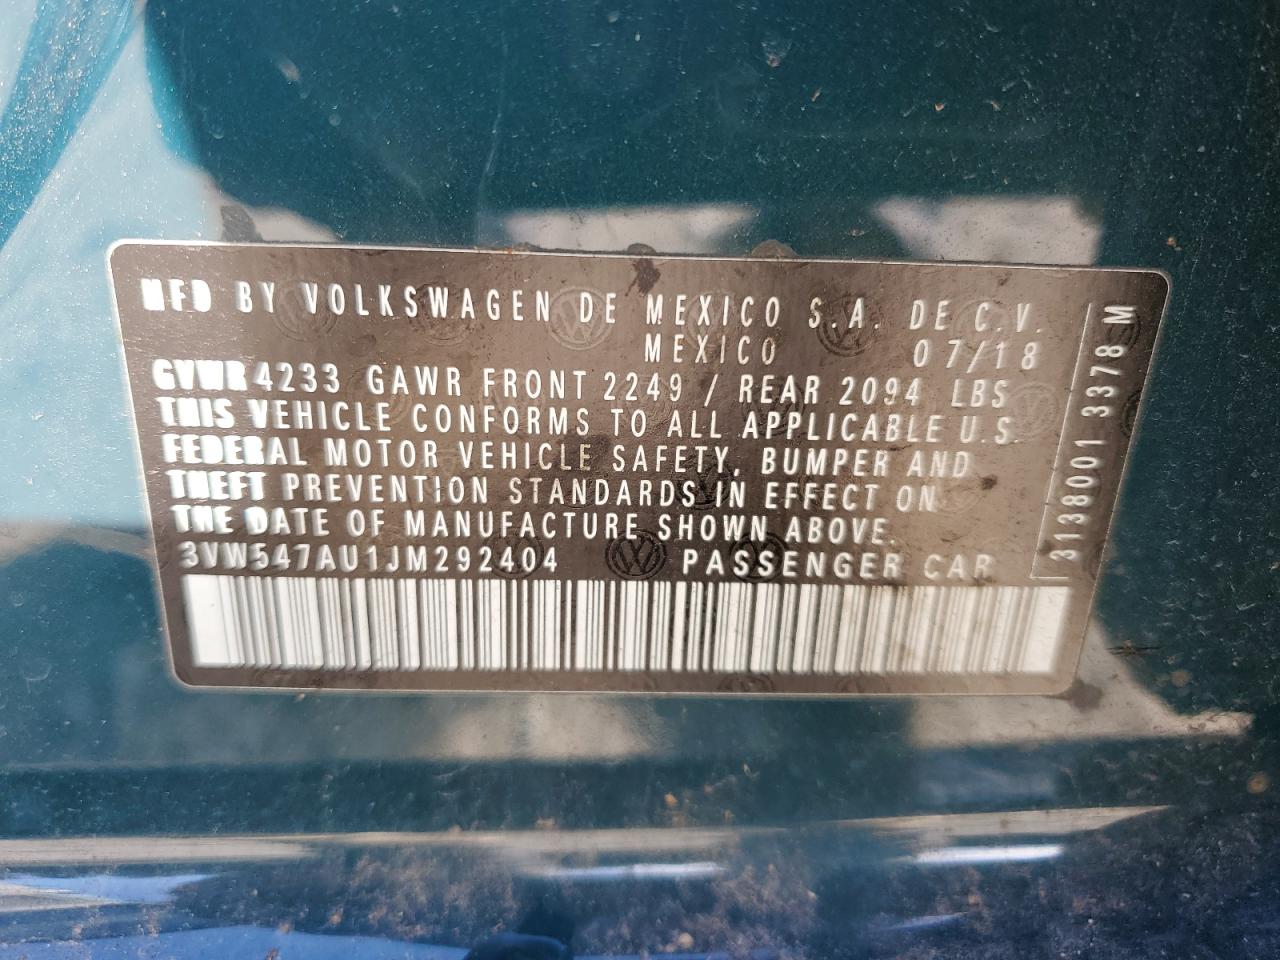 MFD BY VOLKSWAGEN DE MEXICO S.A. DE C.V.
MEXICO 07/18
GVWR 4233 GAWR FRONT 2249 / REAR 2094 LBS
THIS VEHICLE CONFORMS TO ALL APPLICABLE U.S.
FEDERAL MOTOR VEHICLE SAFETY, BUMPER AND
THEFT PREVENTION STANDARDS IN EFFECT ON
THE DATE OF MANUFACTURE SHOWN ABOVE.
3VW547AU1JM292404 PASSENGER CAR
3138001 3378 M